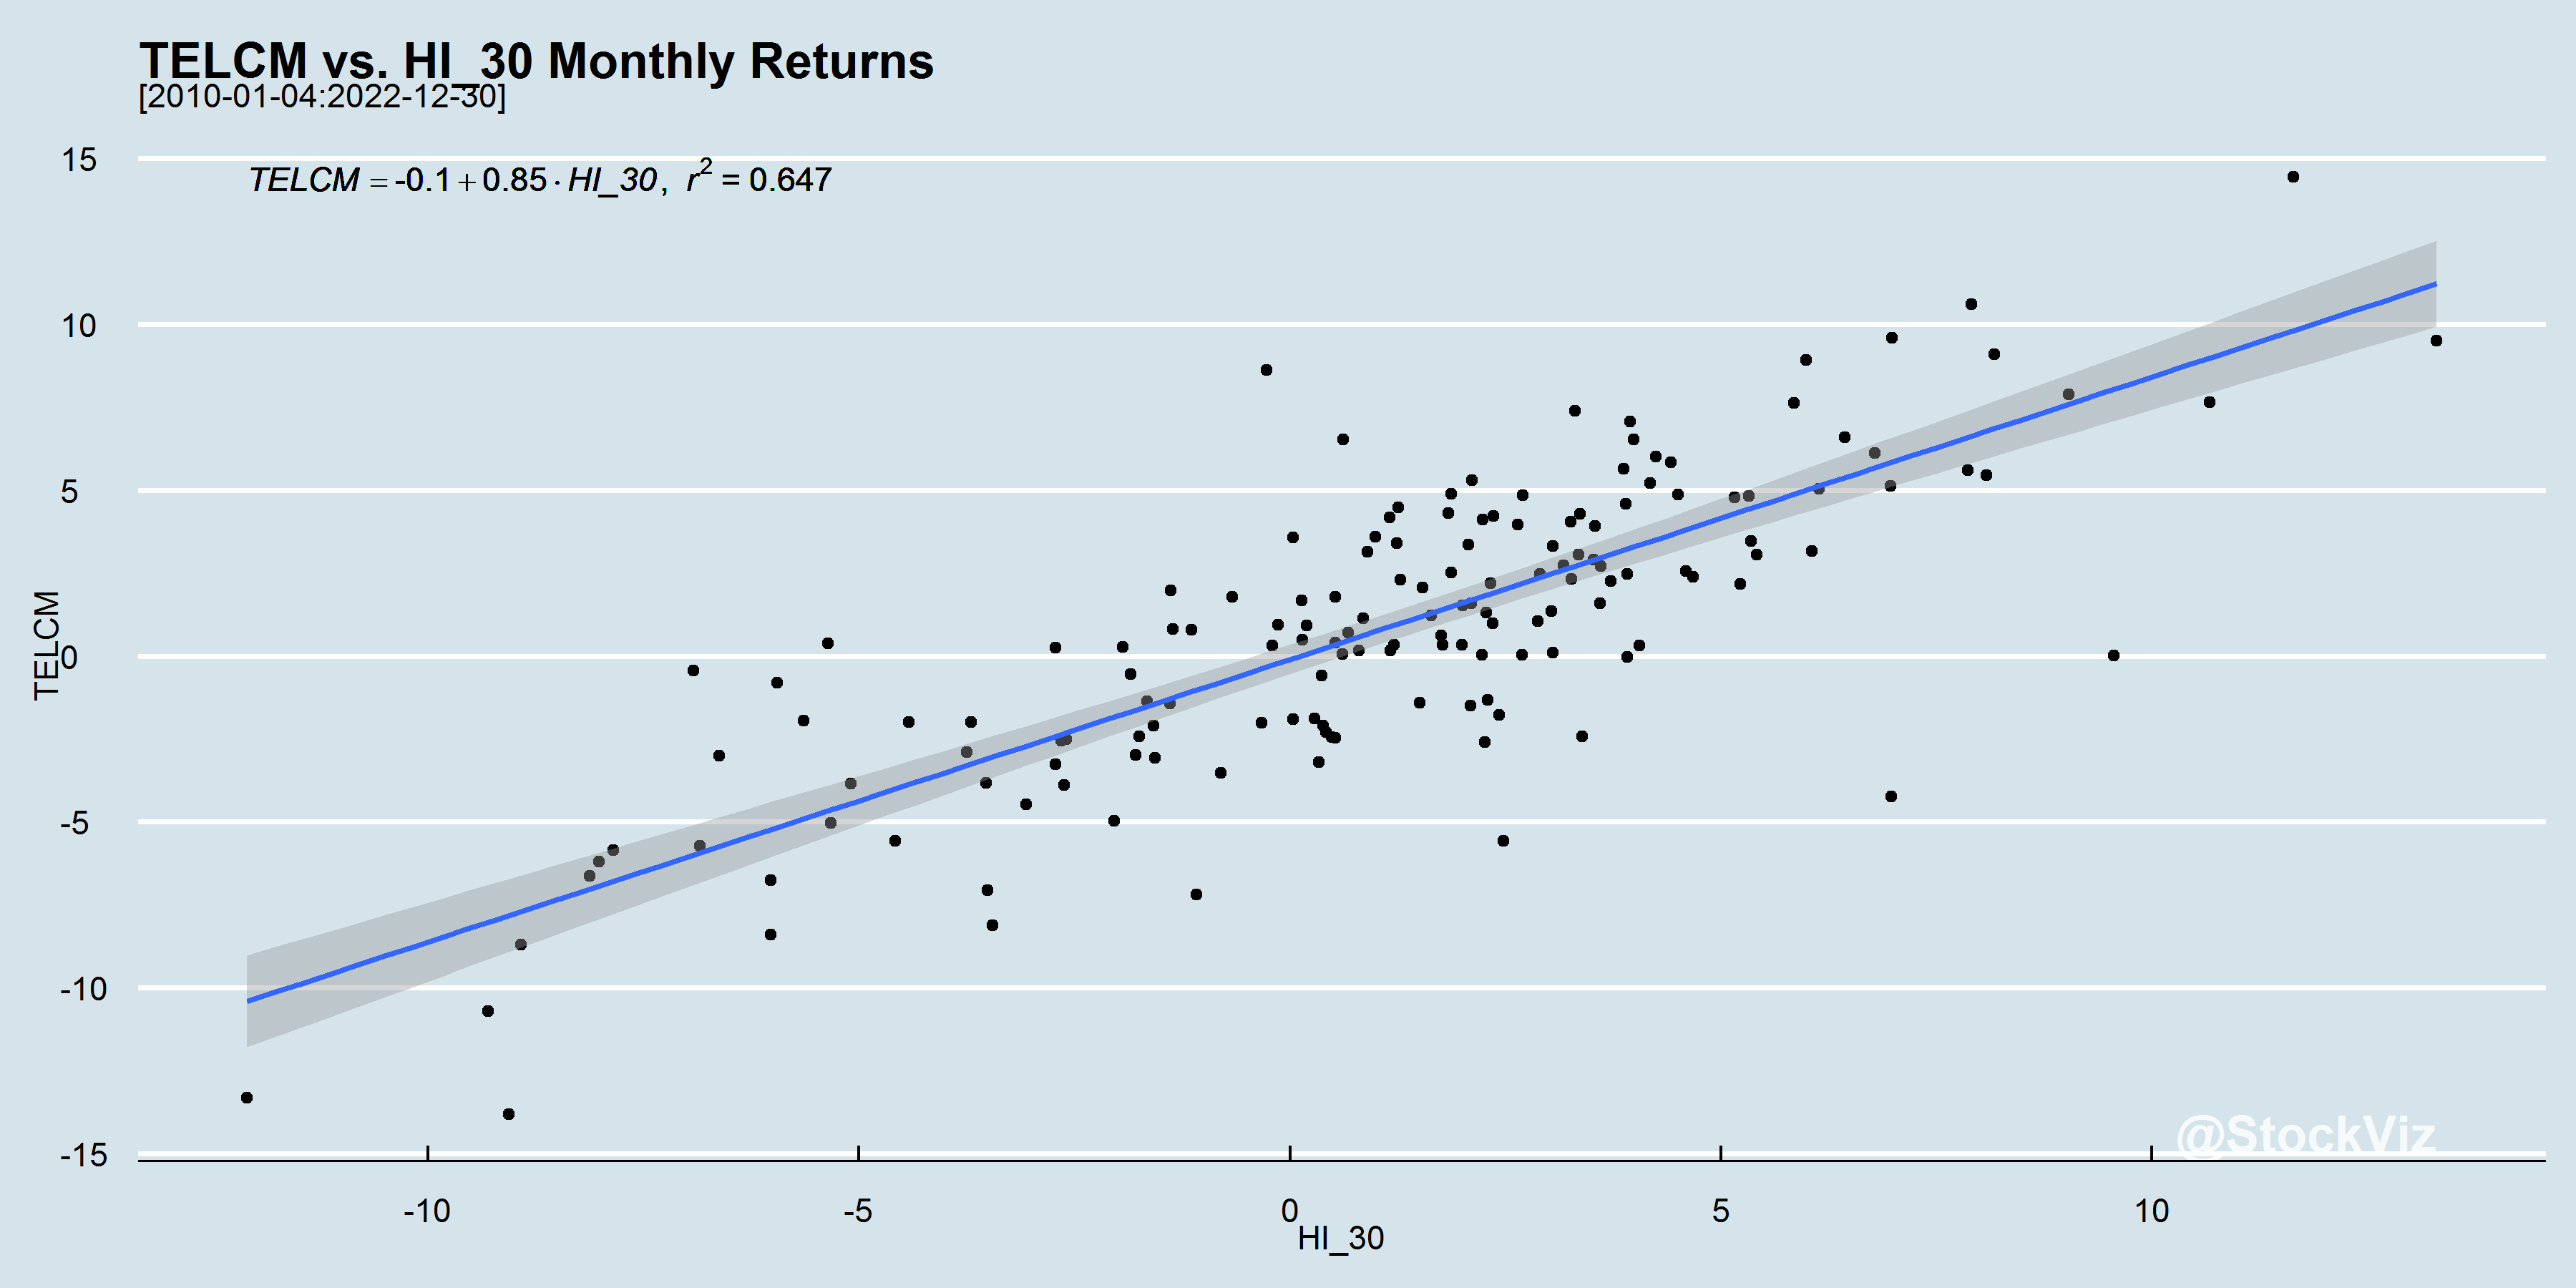 TELCM vs. HI_30 Monthly Returns
[2010-01-04:2022-12-30]
TELCM = -0.1 + 0.85 · HI_30, r² = 0.647
15
10
5
0
-5
-10
-15
TELCM
-10 -5 0 5 10
HI_30
@StockViz